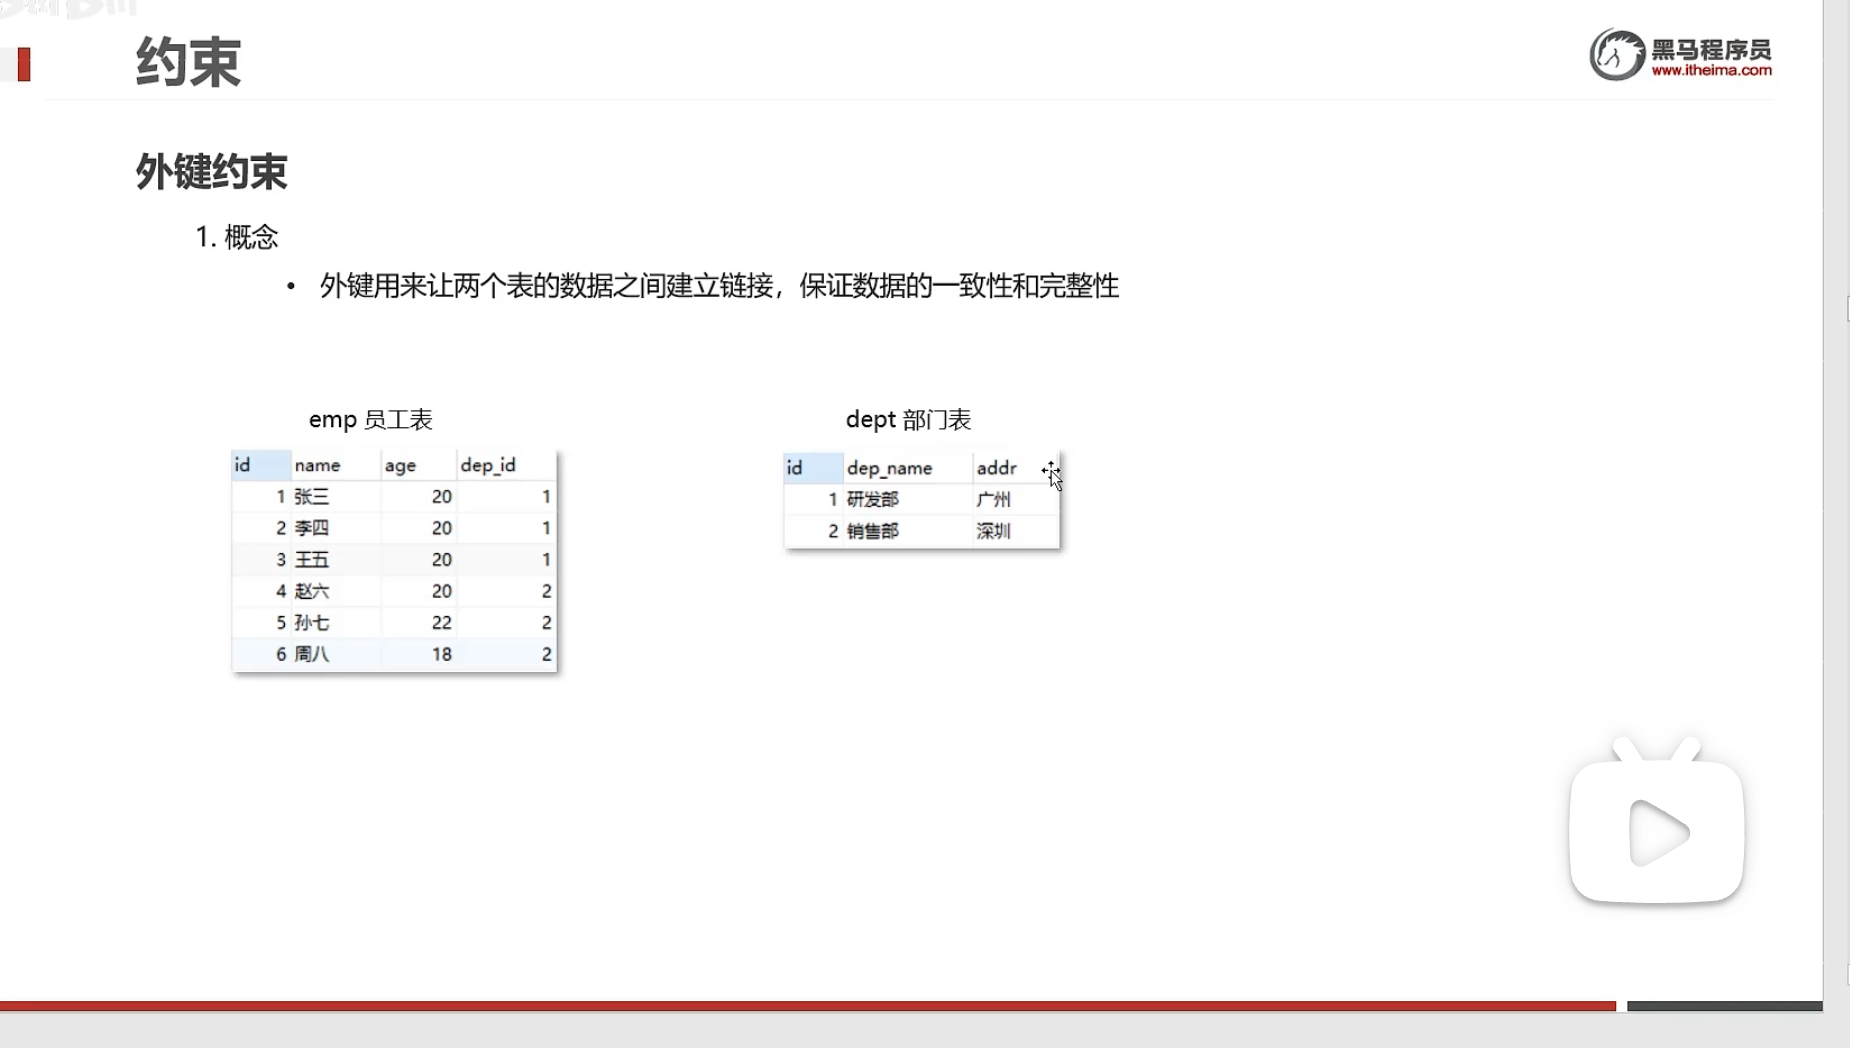 约束
黑马程序员
www.itheima.com
外键约束
1. 概念
• 外键用来让两个表的数据之间建立链接，保证数据的一致性和完整性
emp 员工表
id name age dep_id
1 张三 20 1
2 李四 20 1
3 王五 20 1
4 赵六 20 2
5 孙七 22 2
6 周八 18 2
dept 部门表
id dep_name addr
1 研发部 广州
2 销售部 深圳